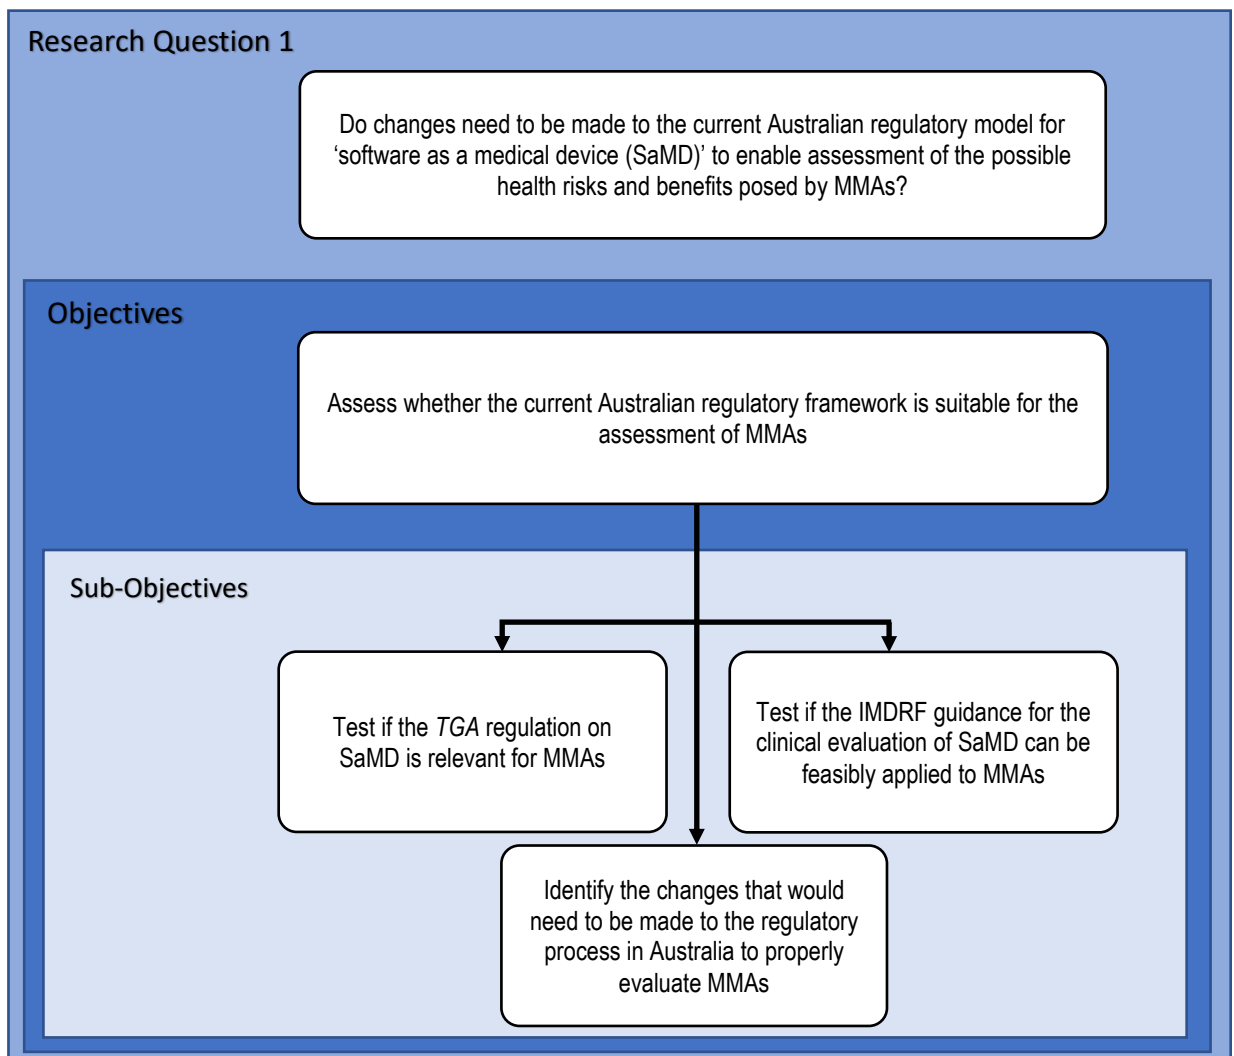 Research Question 1
Do changes need to be made to the current Australian regulatory model for
‘software as a medical device (SaMD)’ to enable assessment of the possible
health risks and benefits posed by MMAs?
Objectives
Assess whether the current Australian regulatory framework is suitable for the
assessment of MMAs
Sub-Objectives
Test if the TGA regulation on
SaMD is relevant for MMAs
Test if the IMDRF guidance for the
clinical evaluation of SaMD can be
feasibly applied to MMAs
Identify the changes that would
need to be made to the regulatory
process in Australia to properly
evaluate MMAs